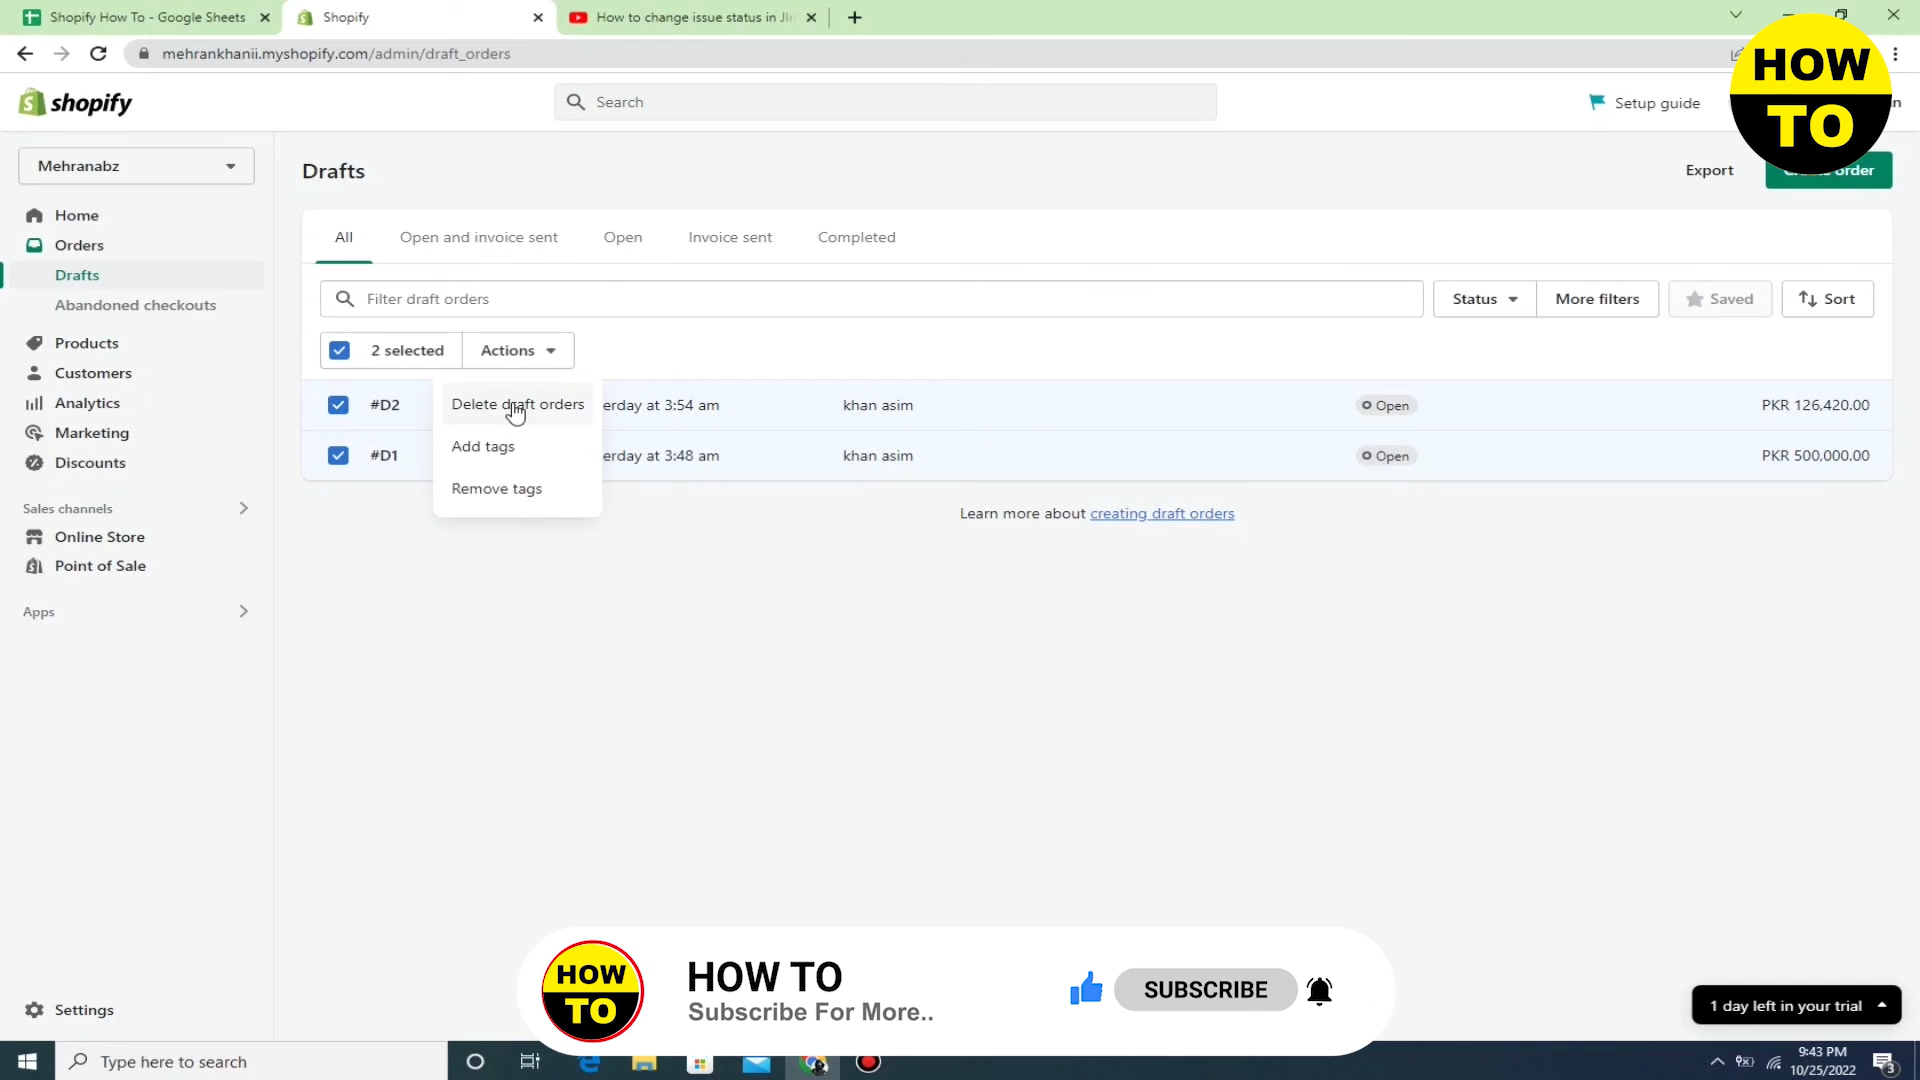 Shopify How To - Google Sheets
Shopify
How to change issue status in JI
mehrankhanii.myshopify.com/admin/draft_orders
shopify
Search
Setup guide
HOW
TO
Mehranabz
Drafts
Export
order
Home
Orders
Drafts
Abandoned checkouts
Products
Customers
Analytics
Marketing
Discounts
Sales channels
Online Store
Point of Sale
Apps
Settings
All
Open and invoice sent
Open
Invoice sent
Completed
Filter draft orders
Status
More filters
Saved
Sort
2 selected
Actions
#D2
erday at 3:54 am
khan asim
Open
PKR 126,420.00
#D1
erday at 3:48 am
khan asim
Open
PKR 500,000.00
Delete draft orders
Add tags
Remove tags
Learn more about creating draft orders
HOW
TO
HOW TO
Subscribe For More..
SUBSCRIBE
1 day left in your trial
Type here to search
9:43 PM
10/25/2022
3